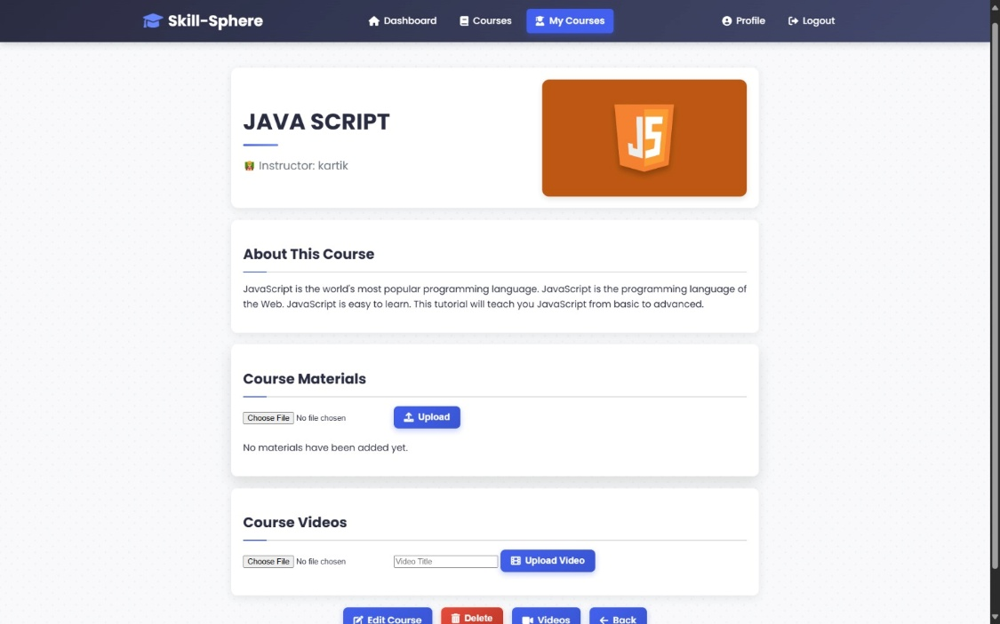 Skill-Sphere
Dashboard
Courses
My Courses
Profile
Logout
JAVA SCRIPT
Instructor: kartik
JS
About This Course
JavaScript is the world's most popular programming language. JavaScript is the programming language of
the Web. JavaScript is easy to learn. This tutorial will teach you JavaScript from basic to advanced.
Course Materials
Choose File No file chosen
Upload
No materials have been added yet.
Course Videos
Choose File No file chosen
Video Title
Upload Video
Edit Course
Delete
Videos
Back